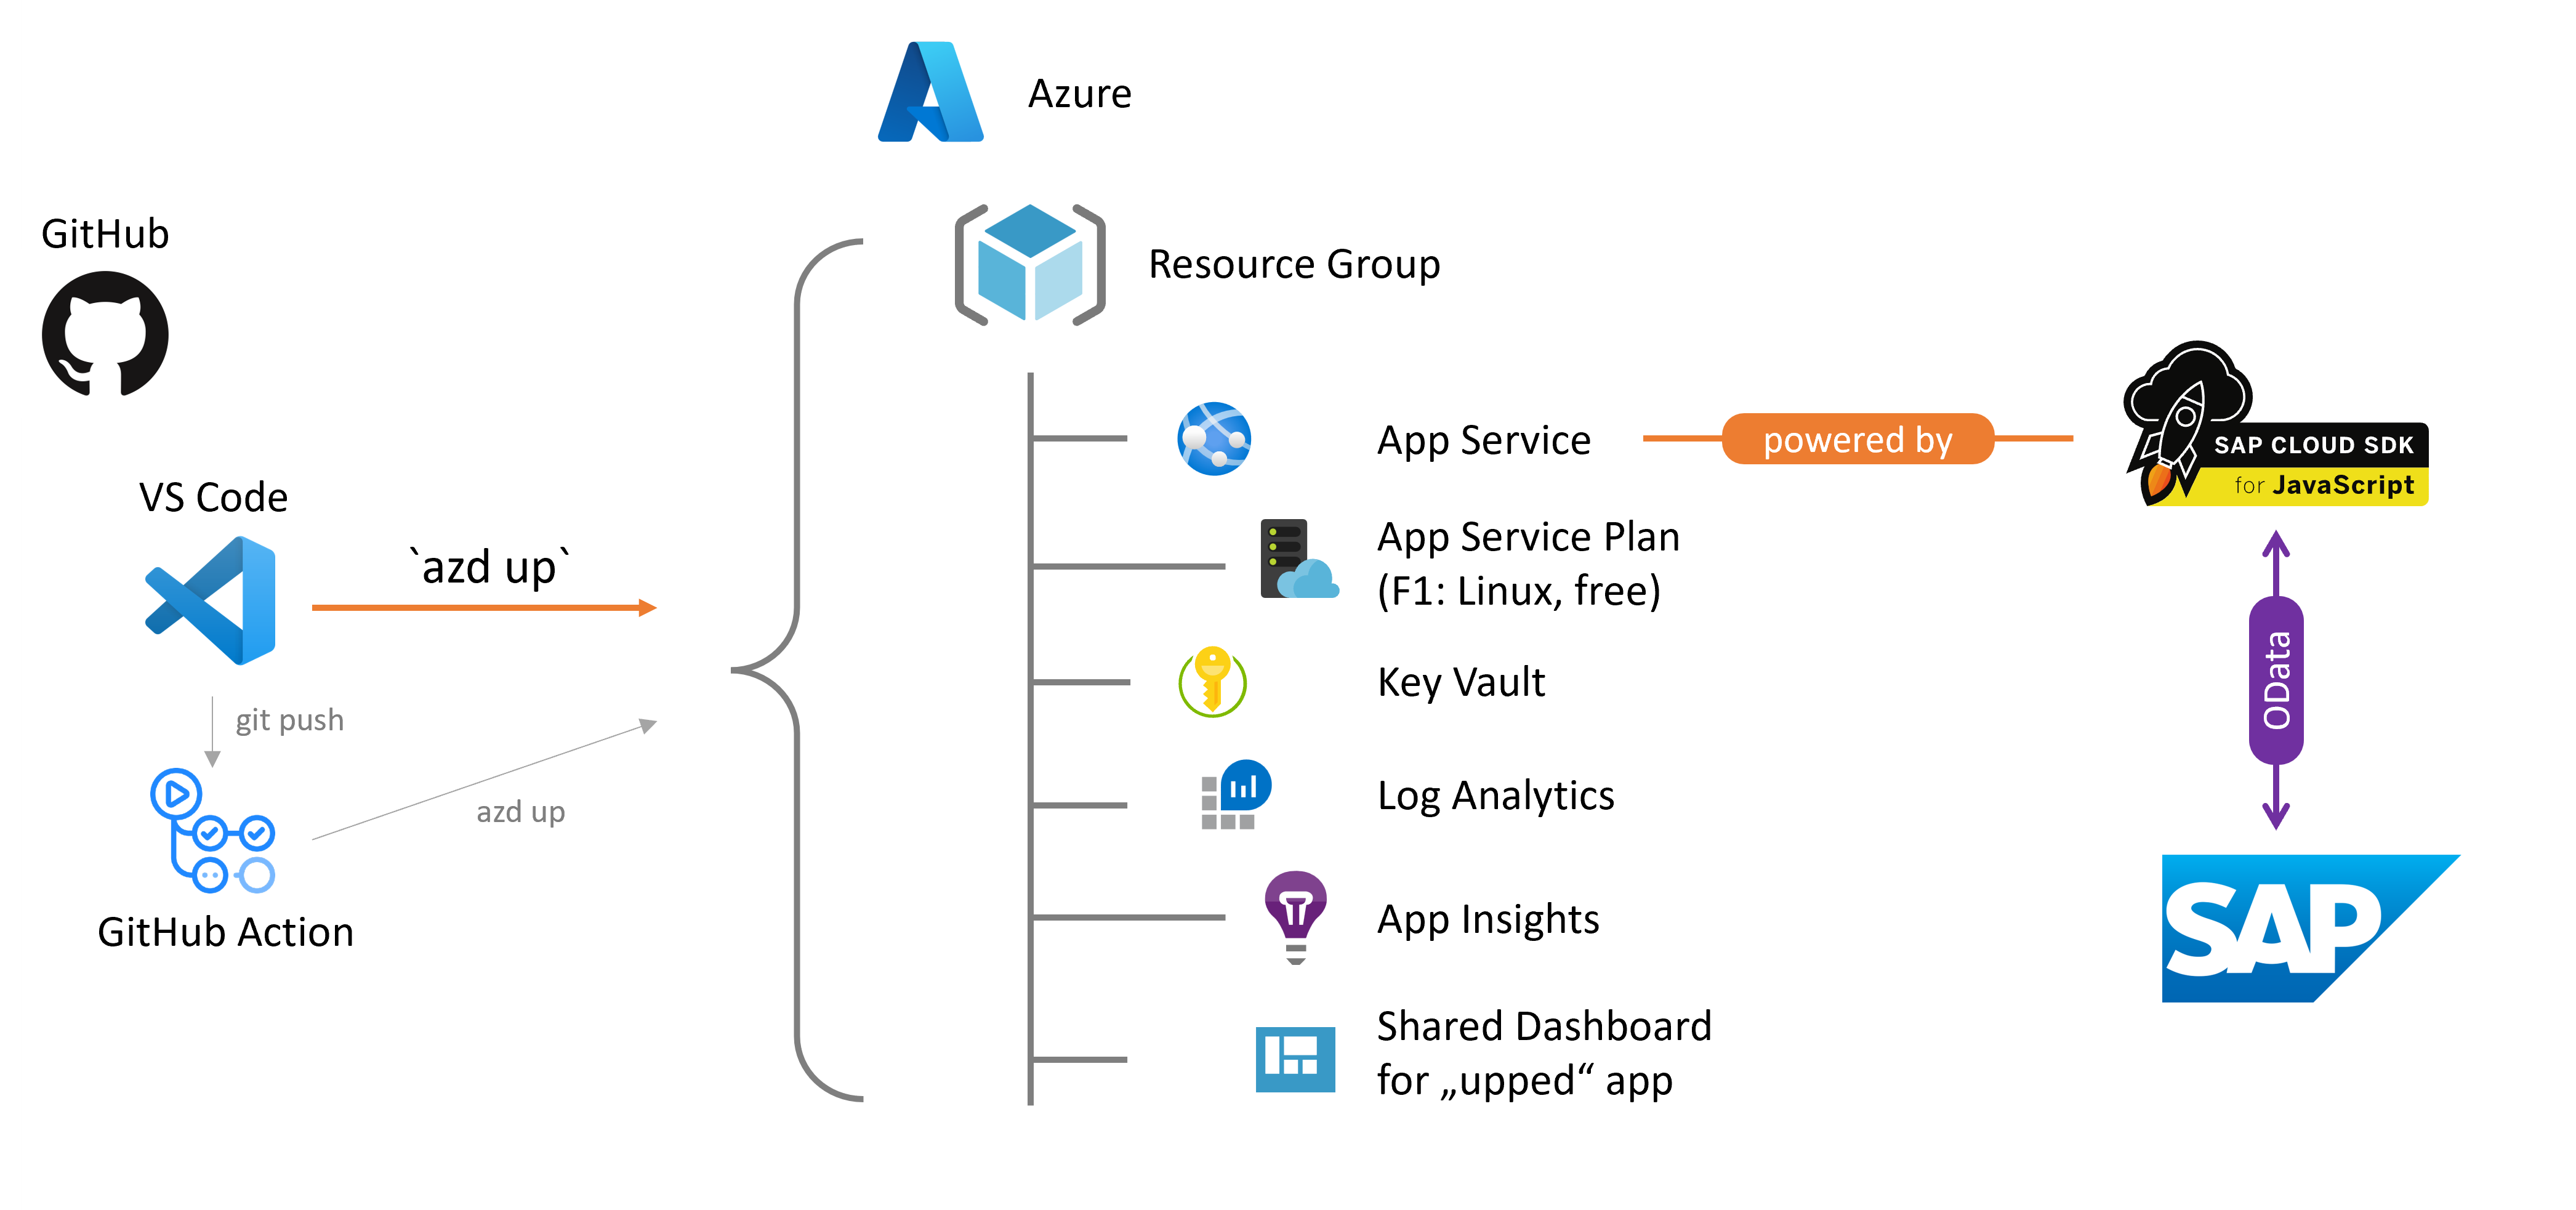 Azure
GitHub
Resource Group
VS Code
`azd up`
git push
azd up
GitHub Action
App Service
powered by
SAP CLOUD SDK
for JavaScript
App Service Plan
(F1: Linux, free)
Key Vault
OData
Log Analytics
App Insights
SAP
Shared Dashboard
for „upped“ app